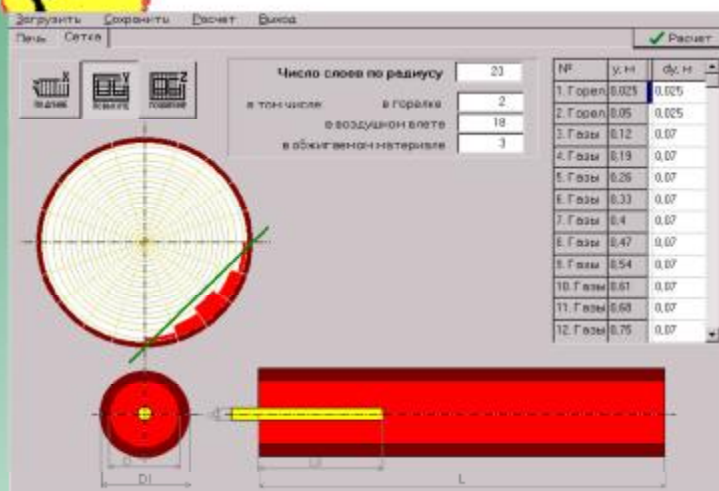 Загрузить Сохранить Расчет Выход
Печь Сетка
Расчет
X Y Z
Число слоев по радиусу 23
в том числе: в горелке 2
в воздушном влете 18
в обжигаемом материале 3
№ y, м dy, м
1. Горел. 0,025 0,025
2. Горел. 0,05 0,025
3. Газы 0,12 0,07
4. Газы 0,19 0,07
5. Газы 0,26 0,07
6. Газы 0,33 0,07
7. Газы 0,4 0,07
8. Газы 0,47 0,07
9. Газы 0,54 0,07
10. Газы 0,61 0,07
11. Газы 0,68 0,07
12. Газы 0,75 0,07
D
D1
L